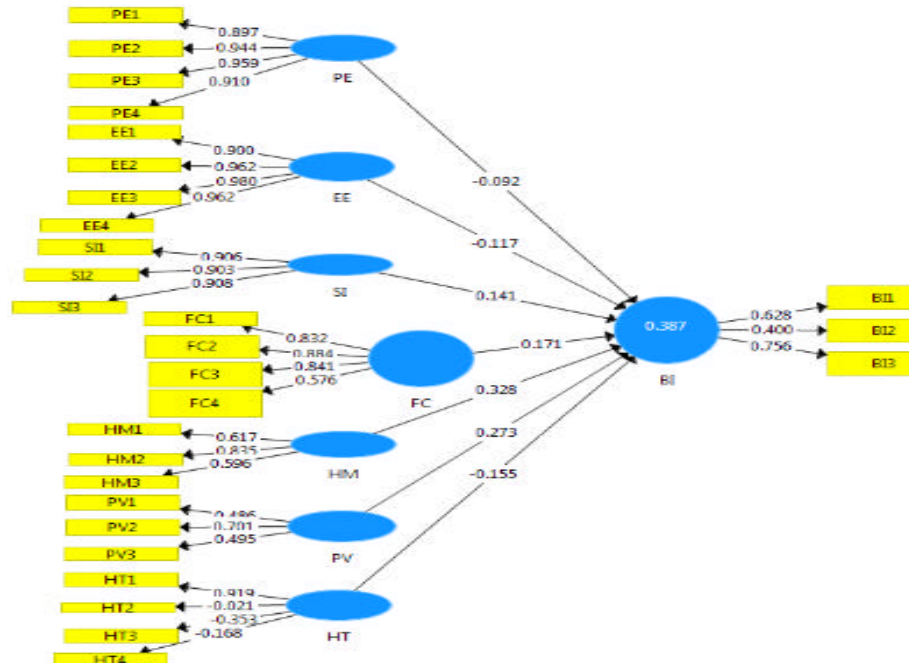 PE1
0.897
PE2
0.944
PE3
0.959
PE4
0.910
PE
EE1
0.900
EE2
0.962
EE3
0.980
EE4
0.962
EE
SI1
0.906
SI2
0.903
SI3
0.908
SI
FC1
0.832
FC2
0.884
FC3
0.841
FC4
0.576
FC
HM1
0.617
HM2
0.835
HM3
0.596
HM
PV1
0.486
PV2
0.701
PV3
0.495
PV
HT1
0.919
HT2
-0.021
HT3
-0.353
HT4
-0.168
HT
-0.092
-0.117
0.141
0.171
0.328
0.273
-0.155
0.387
BI
0.628
BI1
0.400
BI2
0.756
BI3